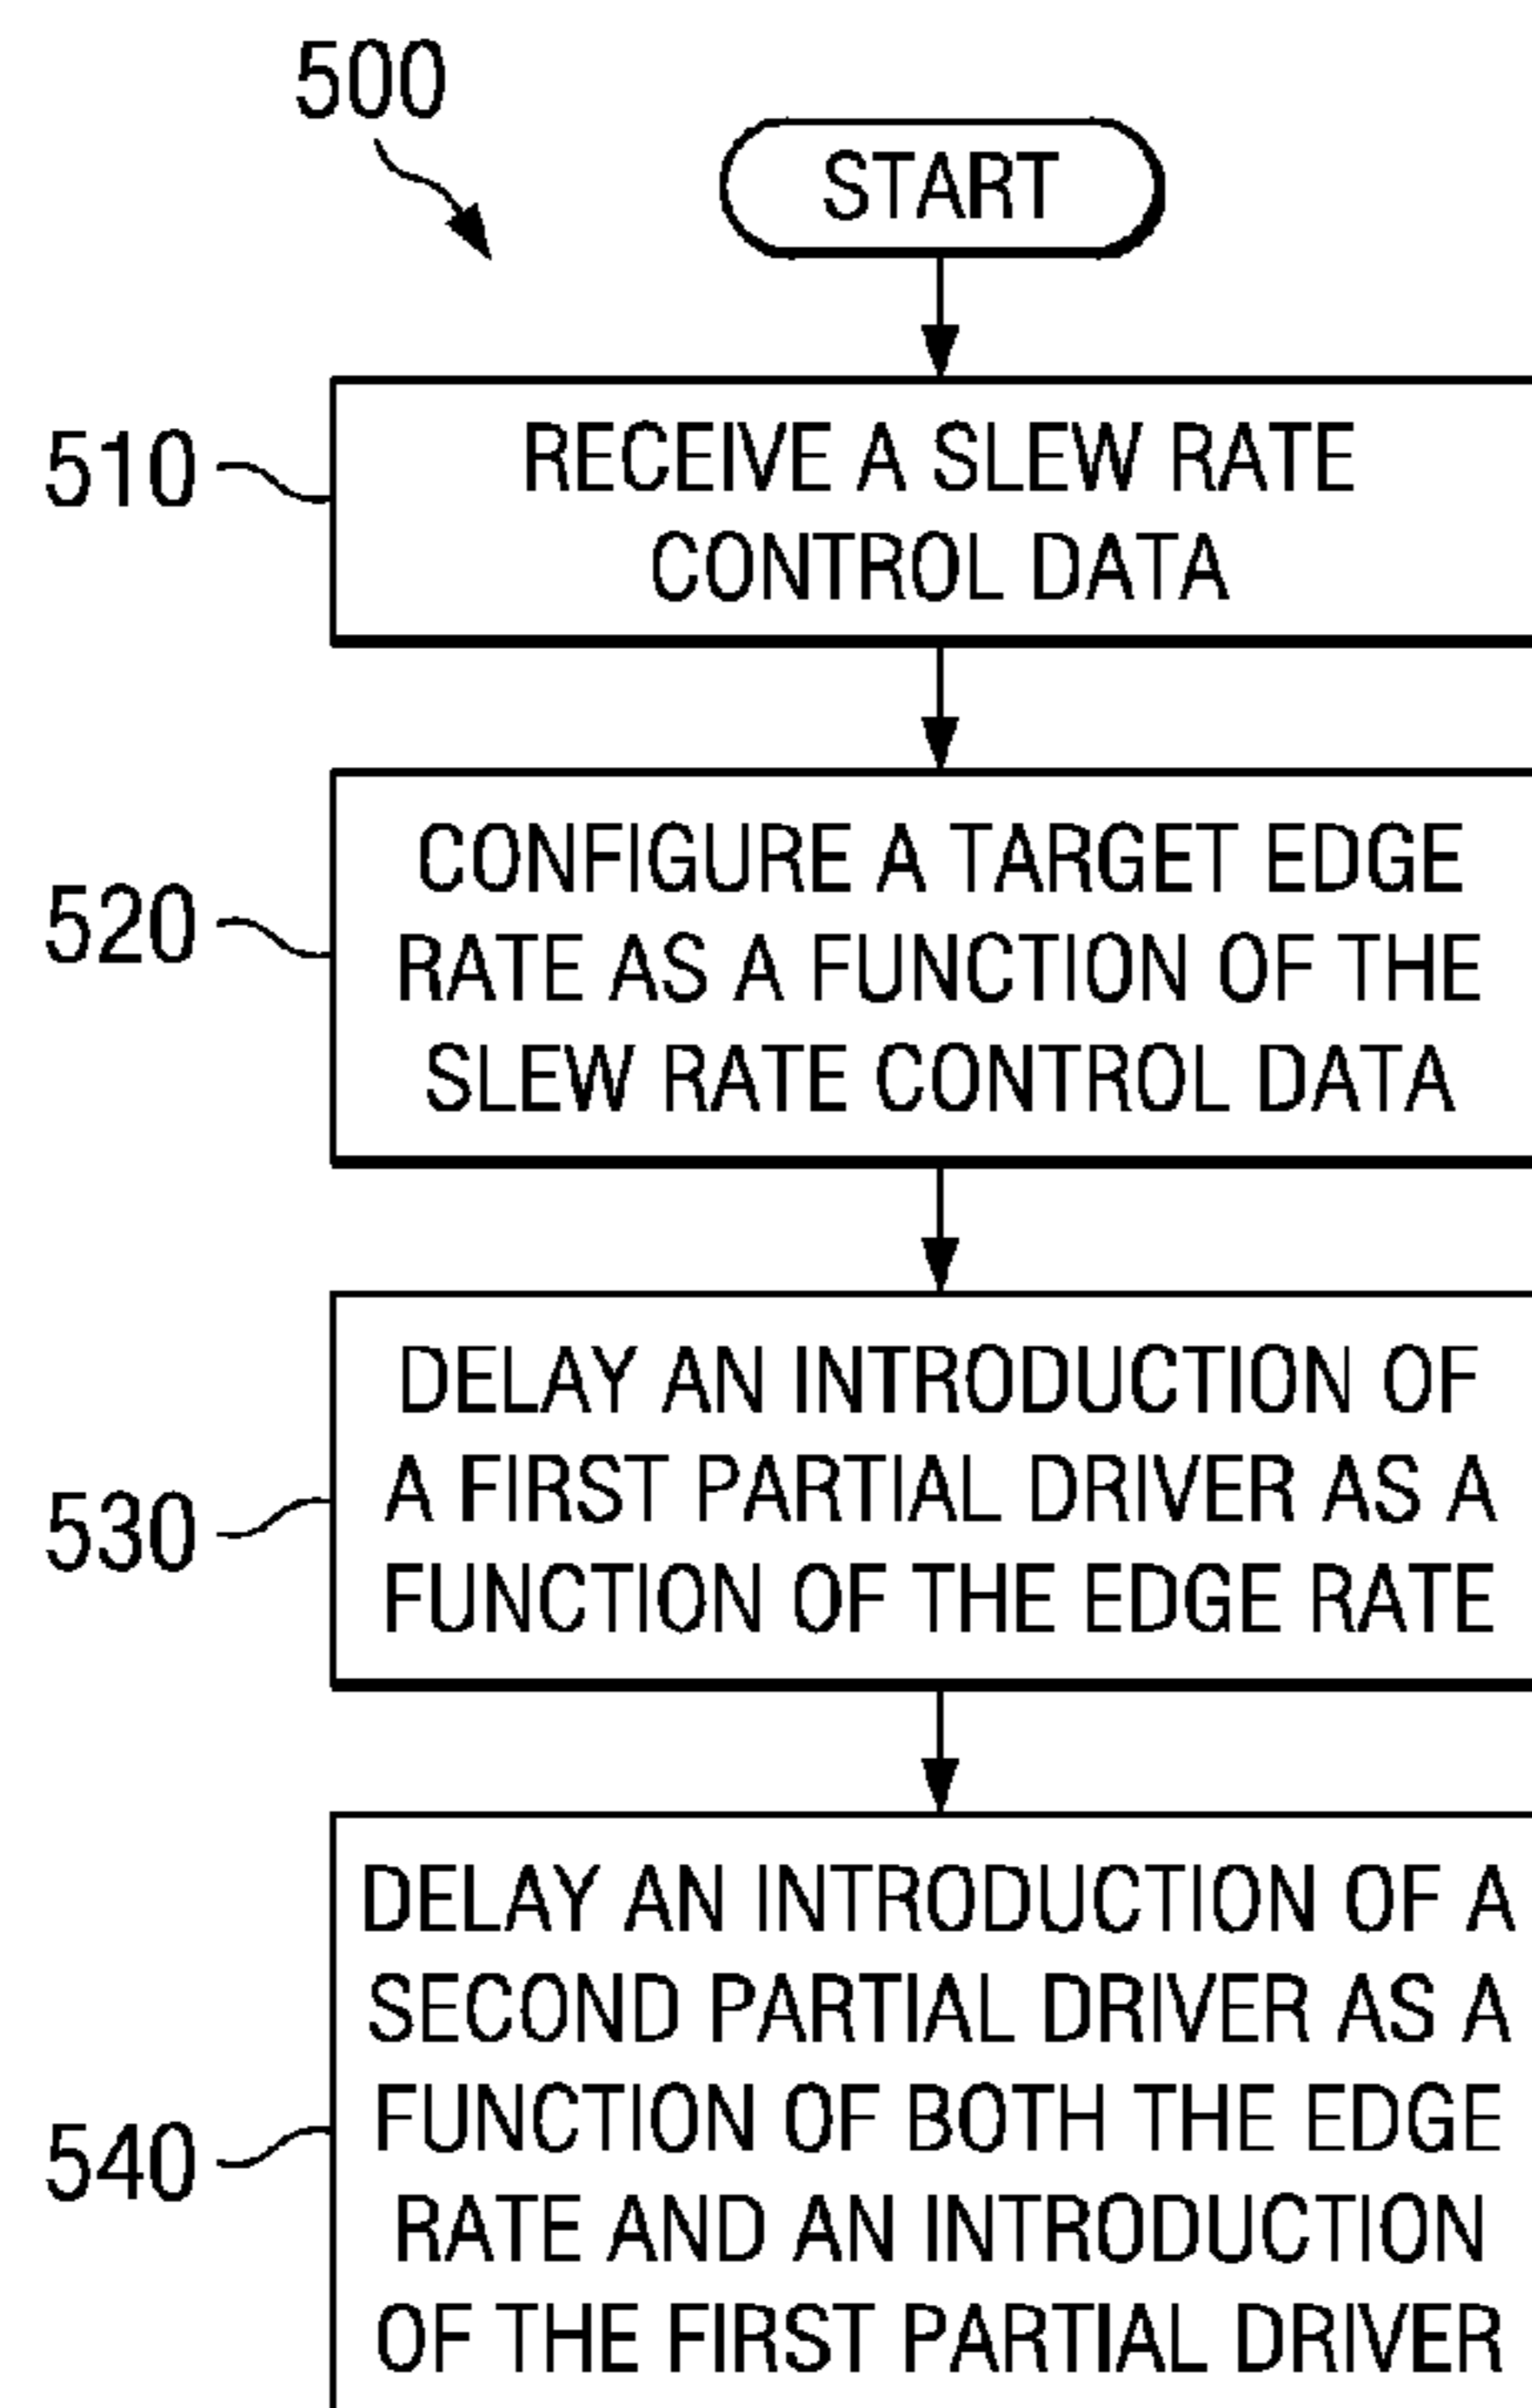 500
START
510
RECEIVE A SLEW RATE
CONTROL DATA
520
CONFIGURE A TARGET EDGE
RATE AS A FUNCTION OF THE
SLEW RATE CONTROL DATA
530
DELAY AN INTRODUCTION OF
A FIRST PARTIAL DRIVER AS A
FUNCTION OF THE EDGE RATE
540
DELAY AN INTRODUCTION OF A
SECOND PARTIAL DRIVER AS A
FUNCTION OF BOTH THE EDGE
RATE AND AN INTRODUCTION
OF THE FIRST PARTIAL DRIVER